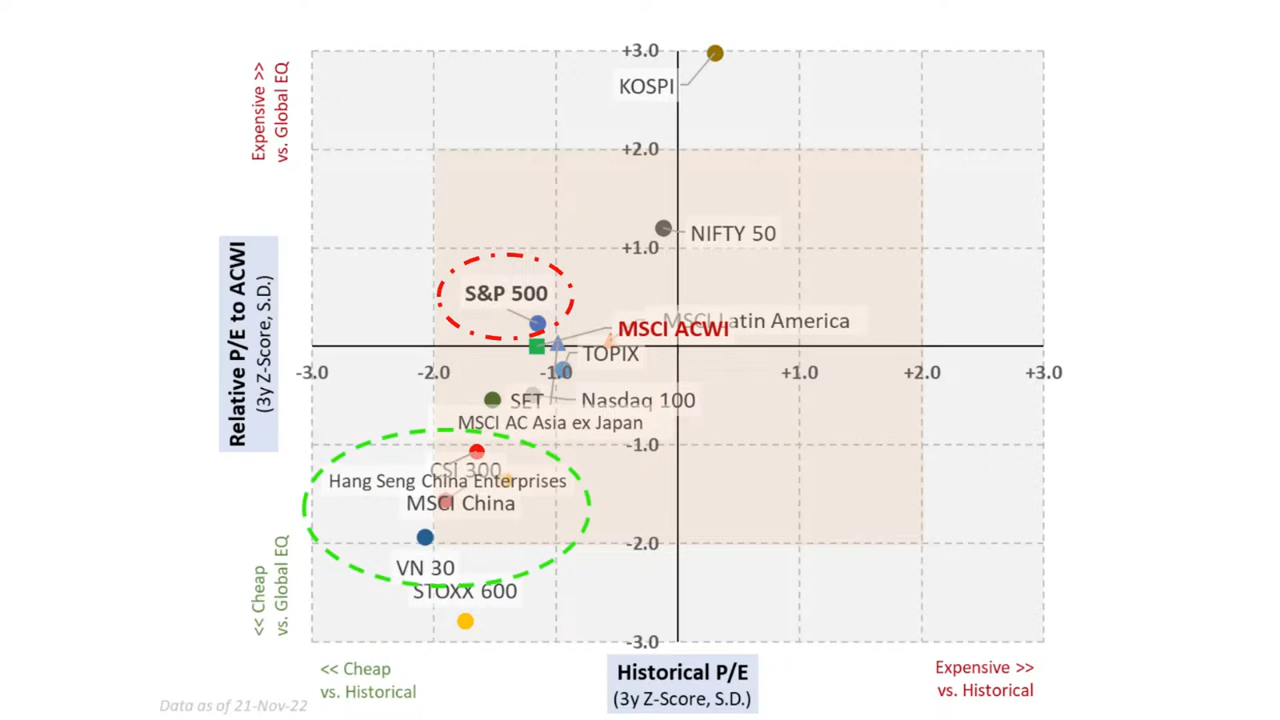 +3.0
KOSPI
Expensive >>
vs. Global EQ
+2.0
NIFTY 50
+1.0
S&P 500
MSCI Latin America
MSCI ACWI
TOPIX
Relative P/E to ACWI
(3y Z-Score, S.D.)
-3.0
-2.0
-1.0
+1.0
+2.0
+3.0
SET
Nasdaq 100
MSCI AC Asia ex Japan
-1.0
CSI 300
Hang Seng China Enterprises
MSCI China
-2.0
VN 30
STOXX 600
<< Cheap
vs. Global EQ
-3.0
<< Cheap
vs. Historical
Historical P/E
(3y Z-Score, S.D.)
Expensive >>
vs. Historical
Data as of 21-Nov-22